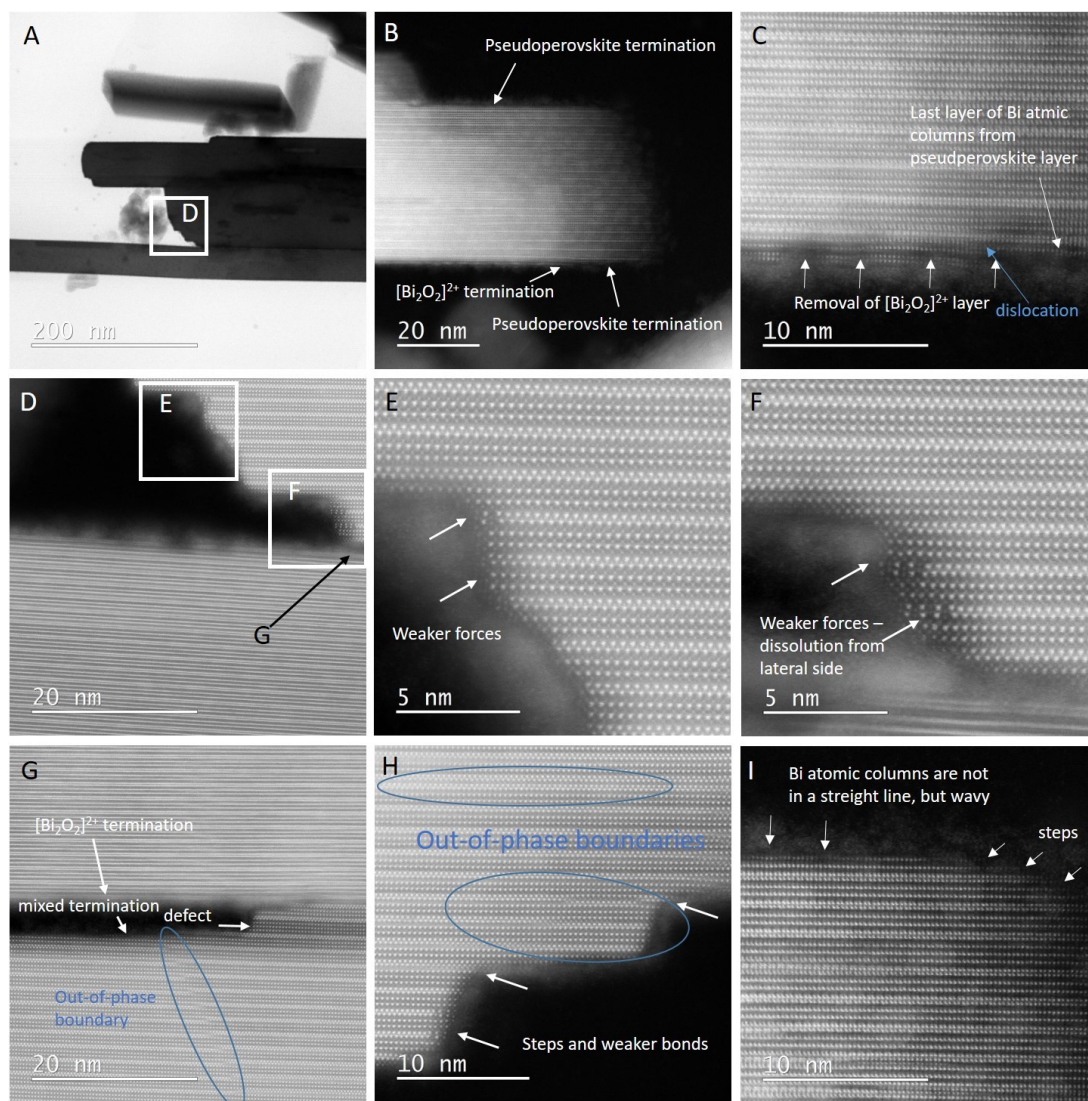 A
D
200 nm
B
Pseudoperovskite termination
[Bi₂O₂]²⁺ termination
Pseudoperovskite termination
20 nm
C
Last layer of Bi atmic
columns from
pseudperovskite layer
Removal of [Bi₂O₂]²⁺ layer
dislocation
10 nm
D
E
F
G
20 nm
E
Weaker forces
5 nm
F
Weaker forces –
dissolution from
lateral side
5 nm
G
[Bi₂O₂]²⁺ termination
mixed termination
defect
Out-of-phase
boundary
20 nm
H
Out-of-phase boundaries
Steps and weaker bonds
10 nm
I
Bi atomic columns are not
in a streight line, but wavy
steps
10 nm